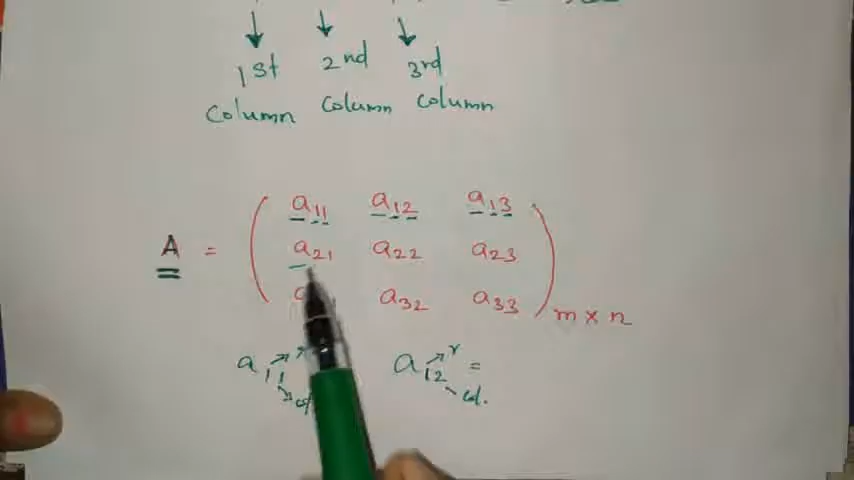 1st 2nd 3rd
Column Column Column
A = ( a11 a12 a13
a21 a22 a23
a32 a33 ) m × n
a11 a12 r =
col.